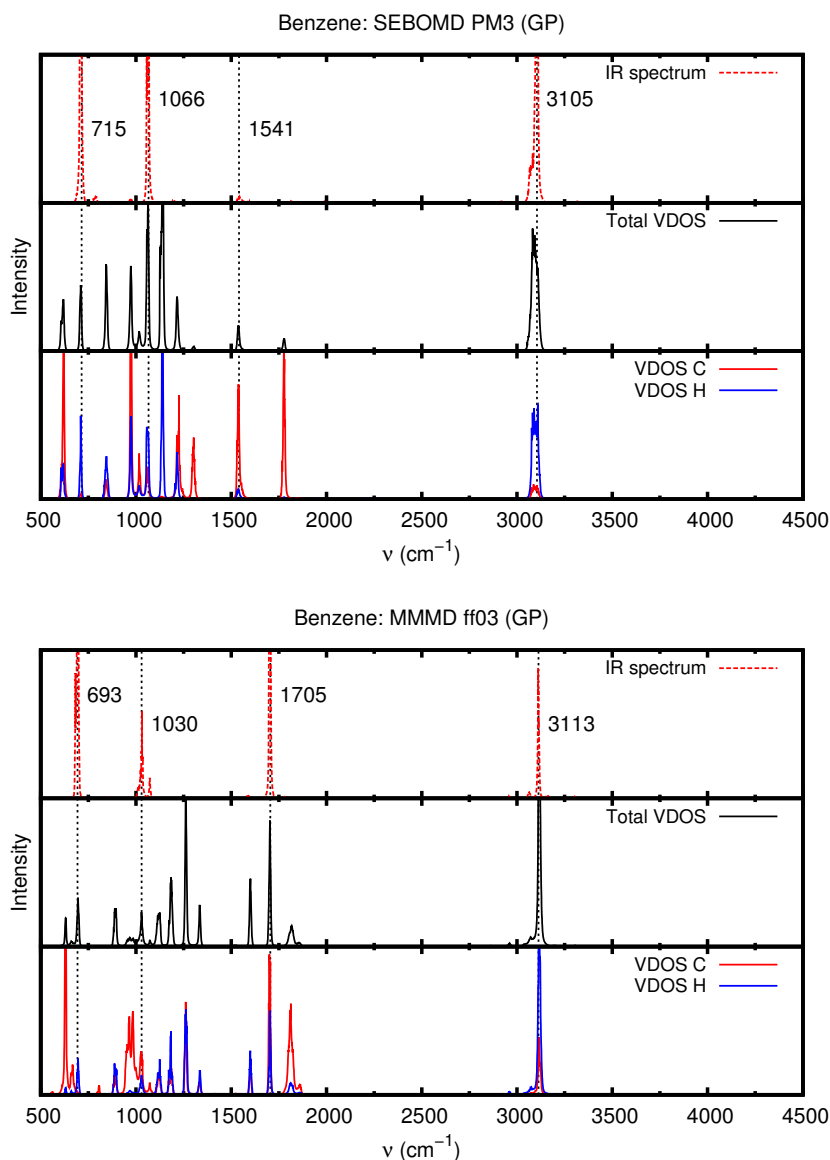 Benzene: SEBOMD PM3 (GP)
IR spectrum
715
1066
1541
3105
Total VDOS
Intensity
VDOS C
VDOS H
500 1000 1500 2000 2500 3000 3500 4000 4500
ν (cm⁻¹)
Benzene: MMMD ff03 (GP)
IR spectrum
693
1030
1705
3113
Total VDOS
Intensity
VDOS C
VDOS H
500 1000 1500 2000 2500 3000 3500 4000 4500
ν (cm⁻¹)